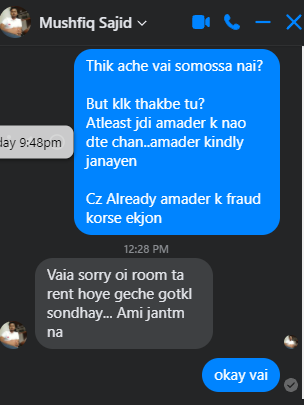 Mushfiq Sajid
Thik ache vai somossa nai?
But klk thakbe tu?
Atleast jdi amader k nao
dte chan..amader kindly
janayen
Cz Already amader k fraud
korse ekjon
day 9:48pm
12:28 PM
Vaia sorry oi room ta
rent hoye geche gotkl
sondhay... Ami jantm
na
okay vai